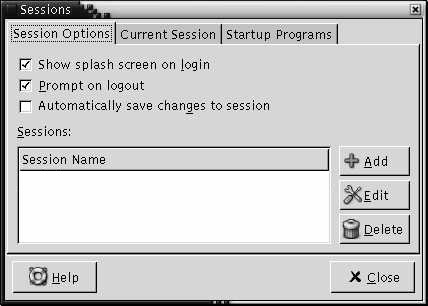 Sessions
Session Options
Current Session
Startup Programs
Show splash screen on login
Prompt on logout
Automatically save changes to session
Sessions:
Session Name
Add
Edit
Delete
Help
Close